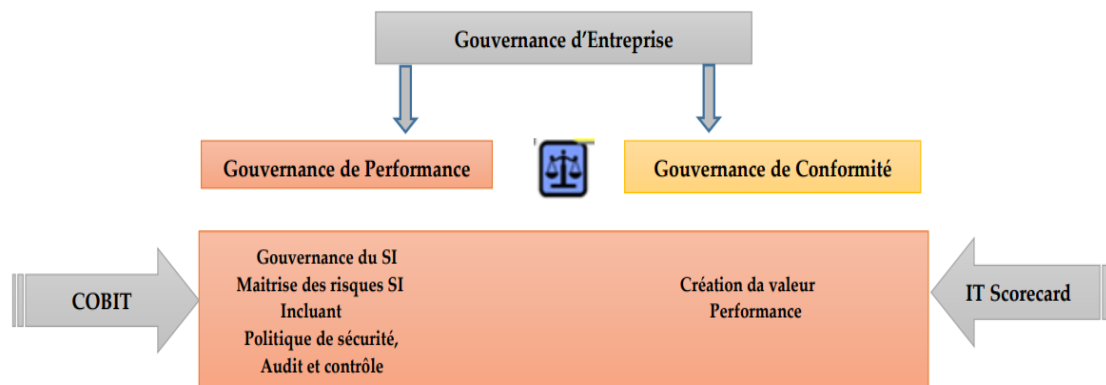 Gouvernance d’Entreprise
Gouvernance de Performance
Gouvernance de Conformité
COBIT
Gouvernance du SI
Maitrise des risques SI
Incluant
Politique de sécurité,
Audit et contrôle
Création da valeur
Performance
IT Scorecard